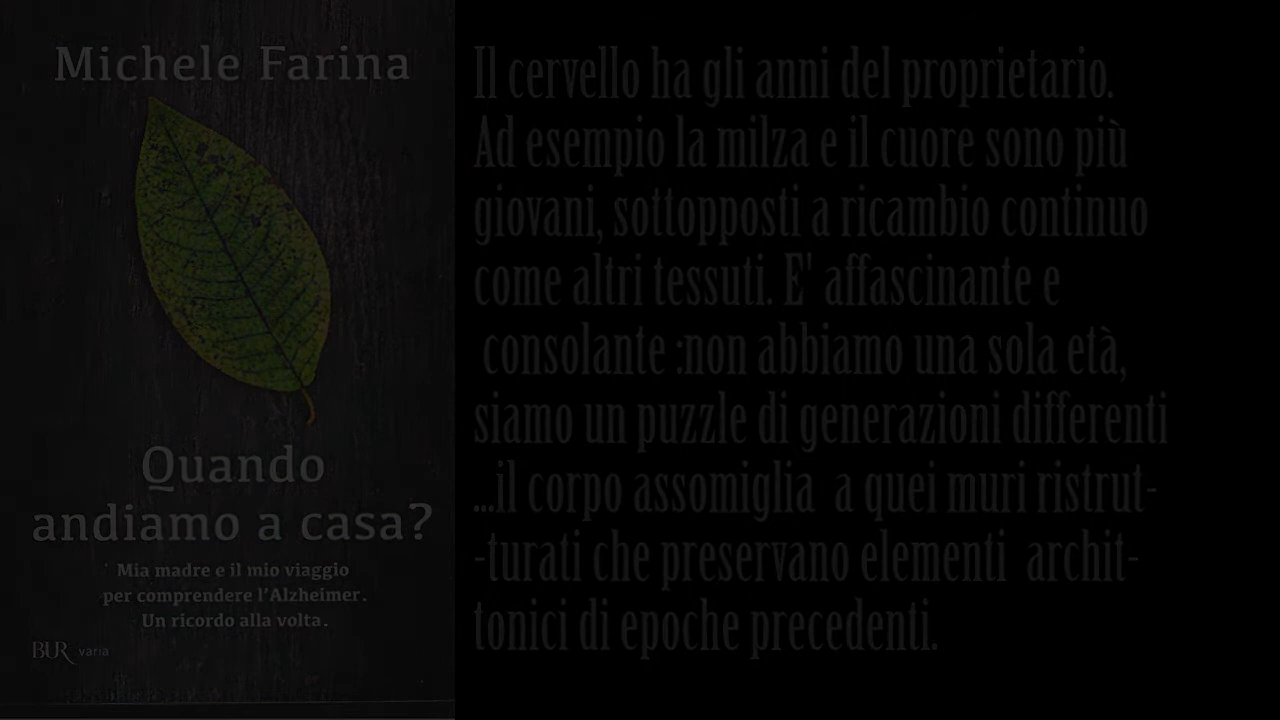 Michele Farina
Quando
andiamo a casa?
Mia madre e il mio viaggio
per comprendere l'Alzheimer.
Un ricordo alla volta.
BUR varia
Il cervello ha gli anni del proprietario.
Ad esempio la milza e il cuore sono più
giovani, sottopposti a ricambio continuo
come altri tessuti. E' affascinante e
consolante :non abbiamo una sola età,
siamo un puzzle di generazioni differenti
...il corpo assomiglia a quei muri ristrut-
-turati che preservano elementi archit-
tonici di epoche precedenti.